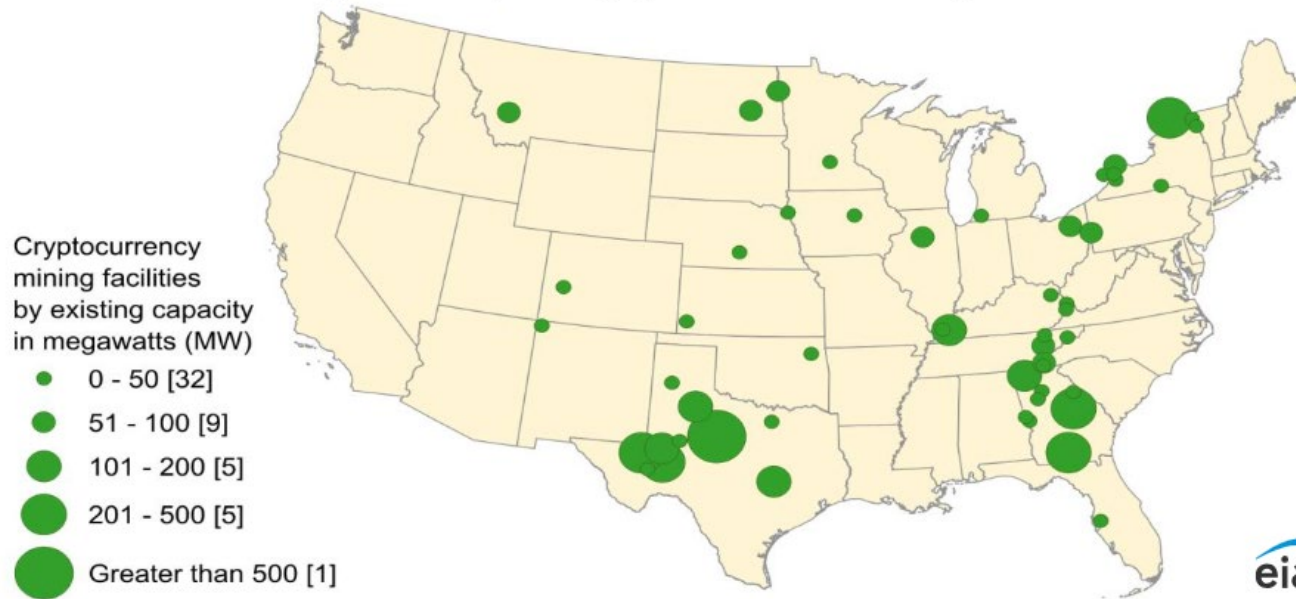 Cryptocurrency
mining facilities
by existing capacity
in megawatts (MW)
0 - 50 [32]
51 - 100 [9]
101 - 200 [5]
201 - 500 [5]
Greater than 500 [1]
eia